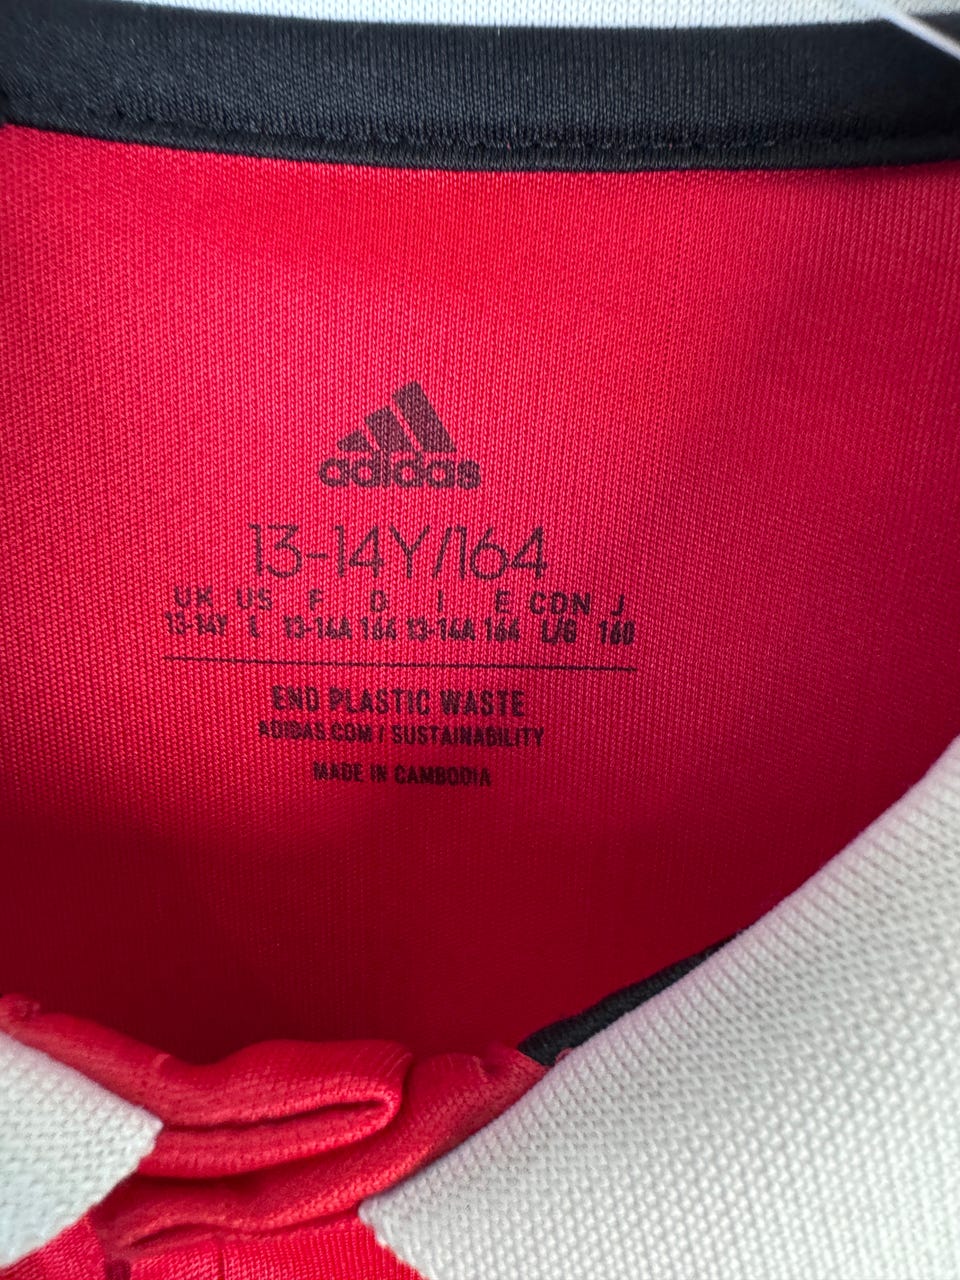 adidas
13-14Y/164
UK US F D I E CDN J
13-14Y L 13-14A 164 13-14A 164 L/G 160
END PLASTIC WASTE
ADIDAS.COM / SUSTAINABILITY
MADE IN CAMBODIA